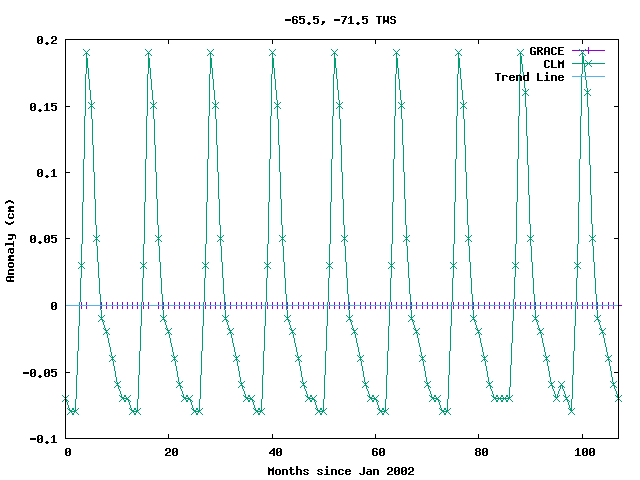 -65.5, -71.5 TWS
GRACE
CLM
Trend Line
0.2
0.15
0.1
0.05
0
-0.05
-0.1
Anomaly (cm)
0 20 40 60 80 100
Months since Jan 2002